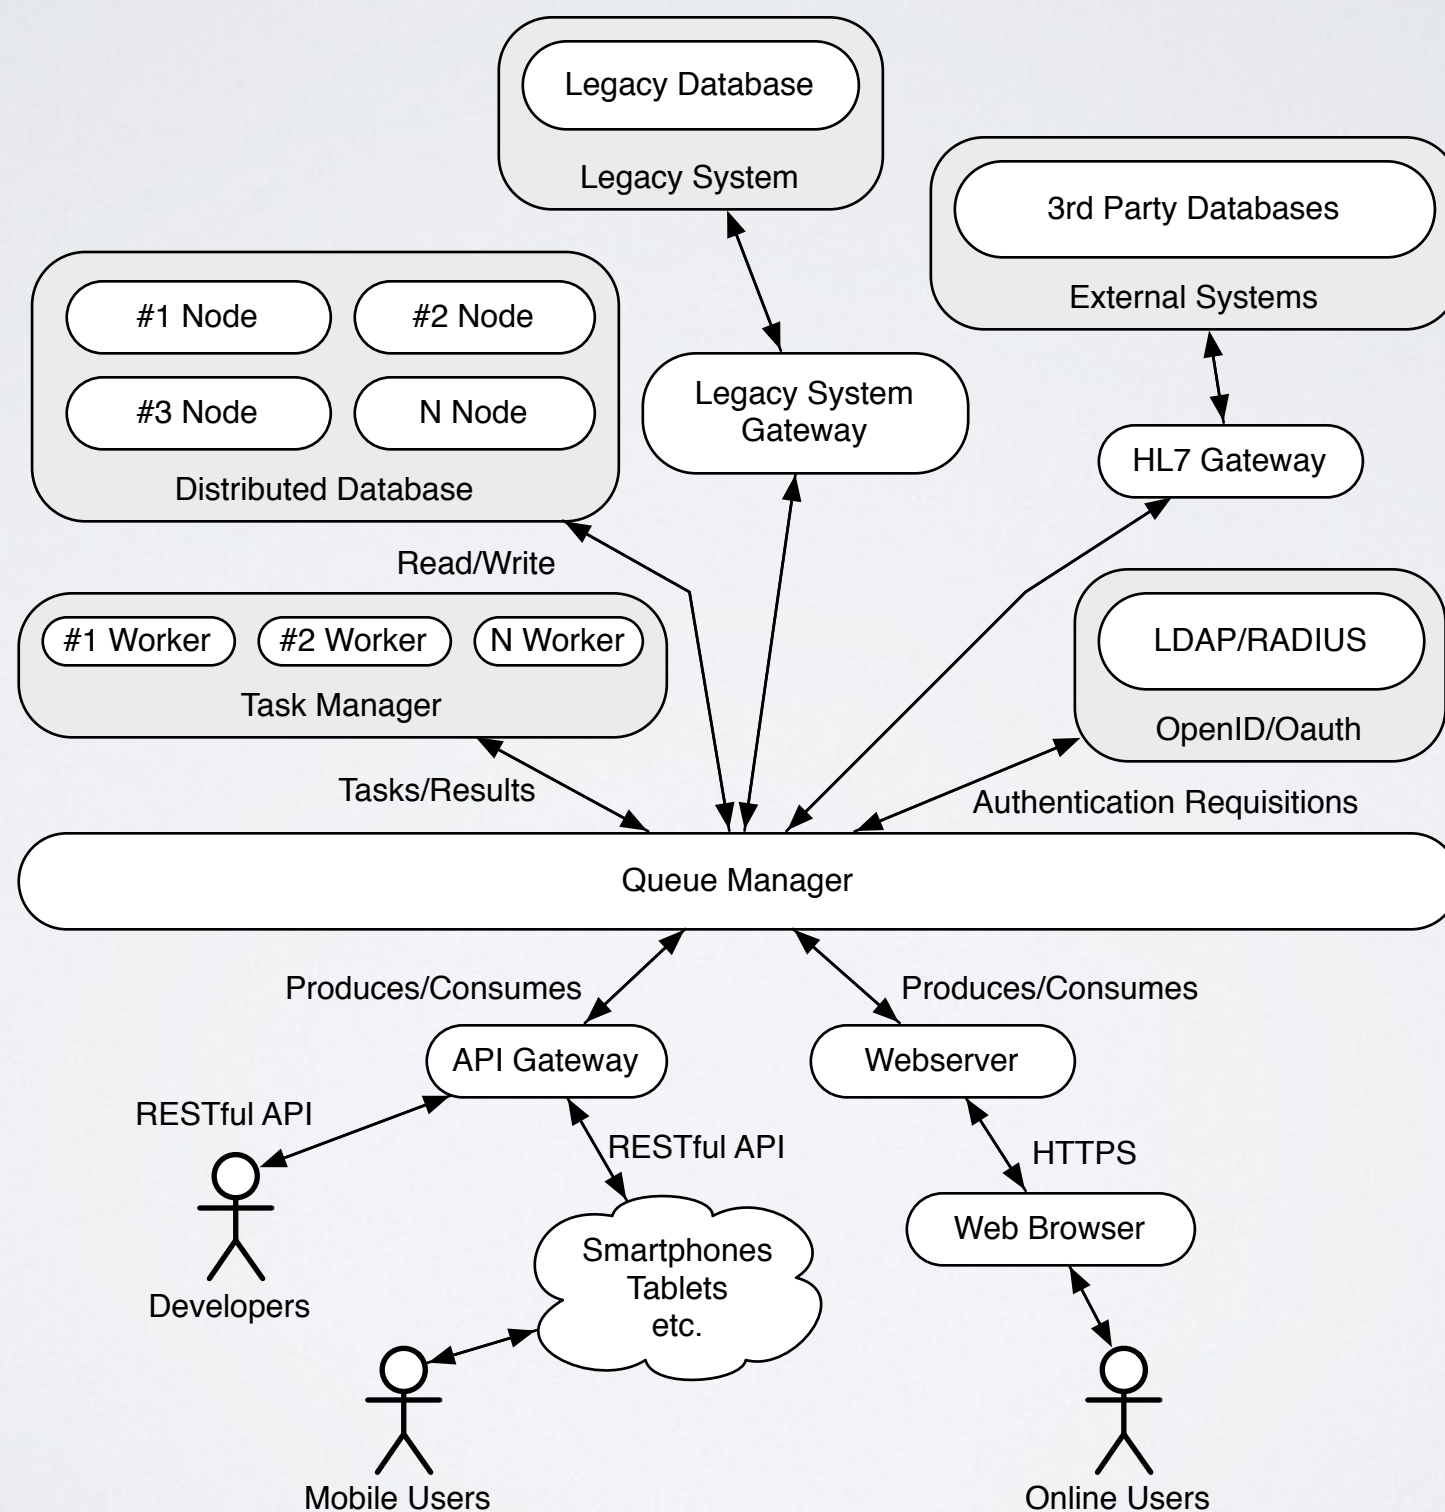 Legacy Database
Legacy System
3rd Party Databases
External Systems
#1 Node
#2 Node
#3 Node
N Node
Distributed Database
Legacy System
Gateway
HL7 Gateway
Read/Write
#1 Worker
#2 Worker
N Worker
Task Manager
LDAP/RADIUS
OpenID/Oauth
Tasks/Results
Authentication Requisitions
Queue Manager
Produces/Consumes
Produces/Consumes
API Gateway
Webserver
RESTful API
RESTful API
HTTPS
Developers
Smartphones
Tablets
etc.
Web Browser
Mobile Users
Online Users